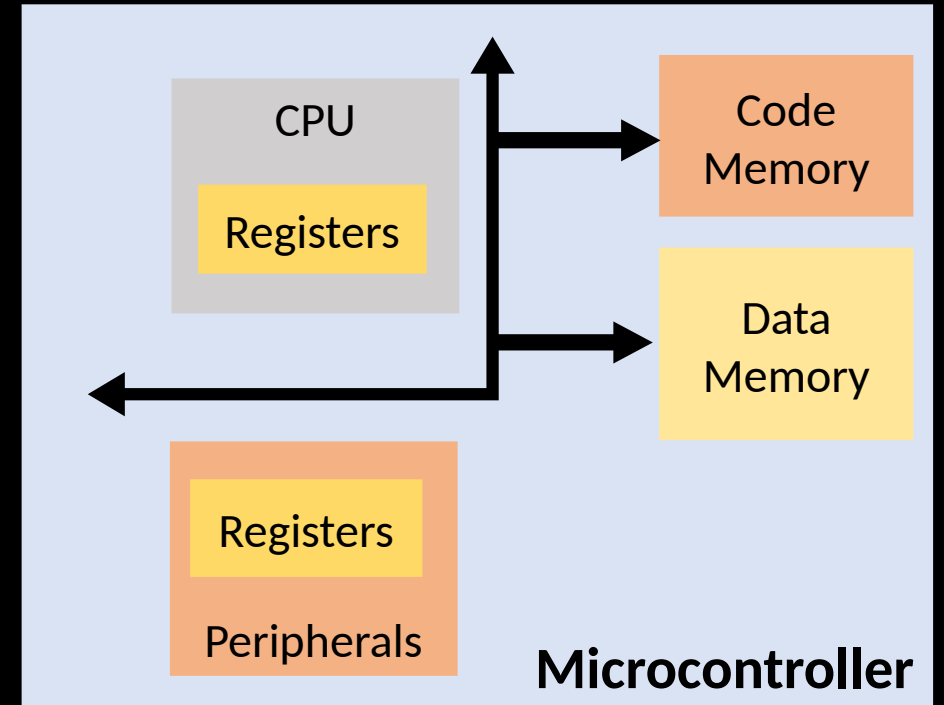 CPU
Registers
Code
Memory
Data
Memory
Registers
Peripherals
Microcontroller